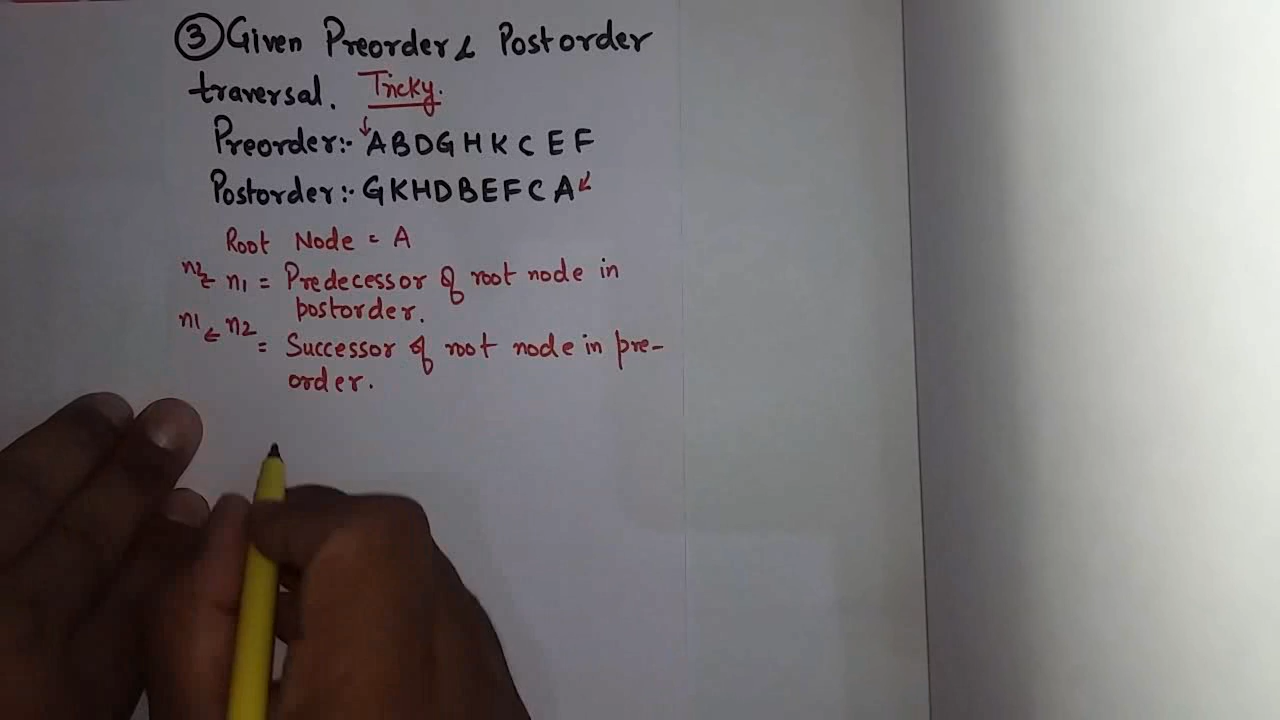 ③ Given Preorder & Postorder
traversal. Tricky.
Preorder:- ABDGHKCEF
Postorder:- GKHDBEFCA
Root Node = A
n2 ← n1 = Predecessor of root node in
postorder.
n1 ← n2 = Successor of root node in pre-
order.